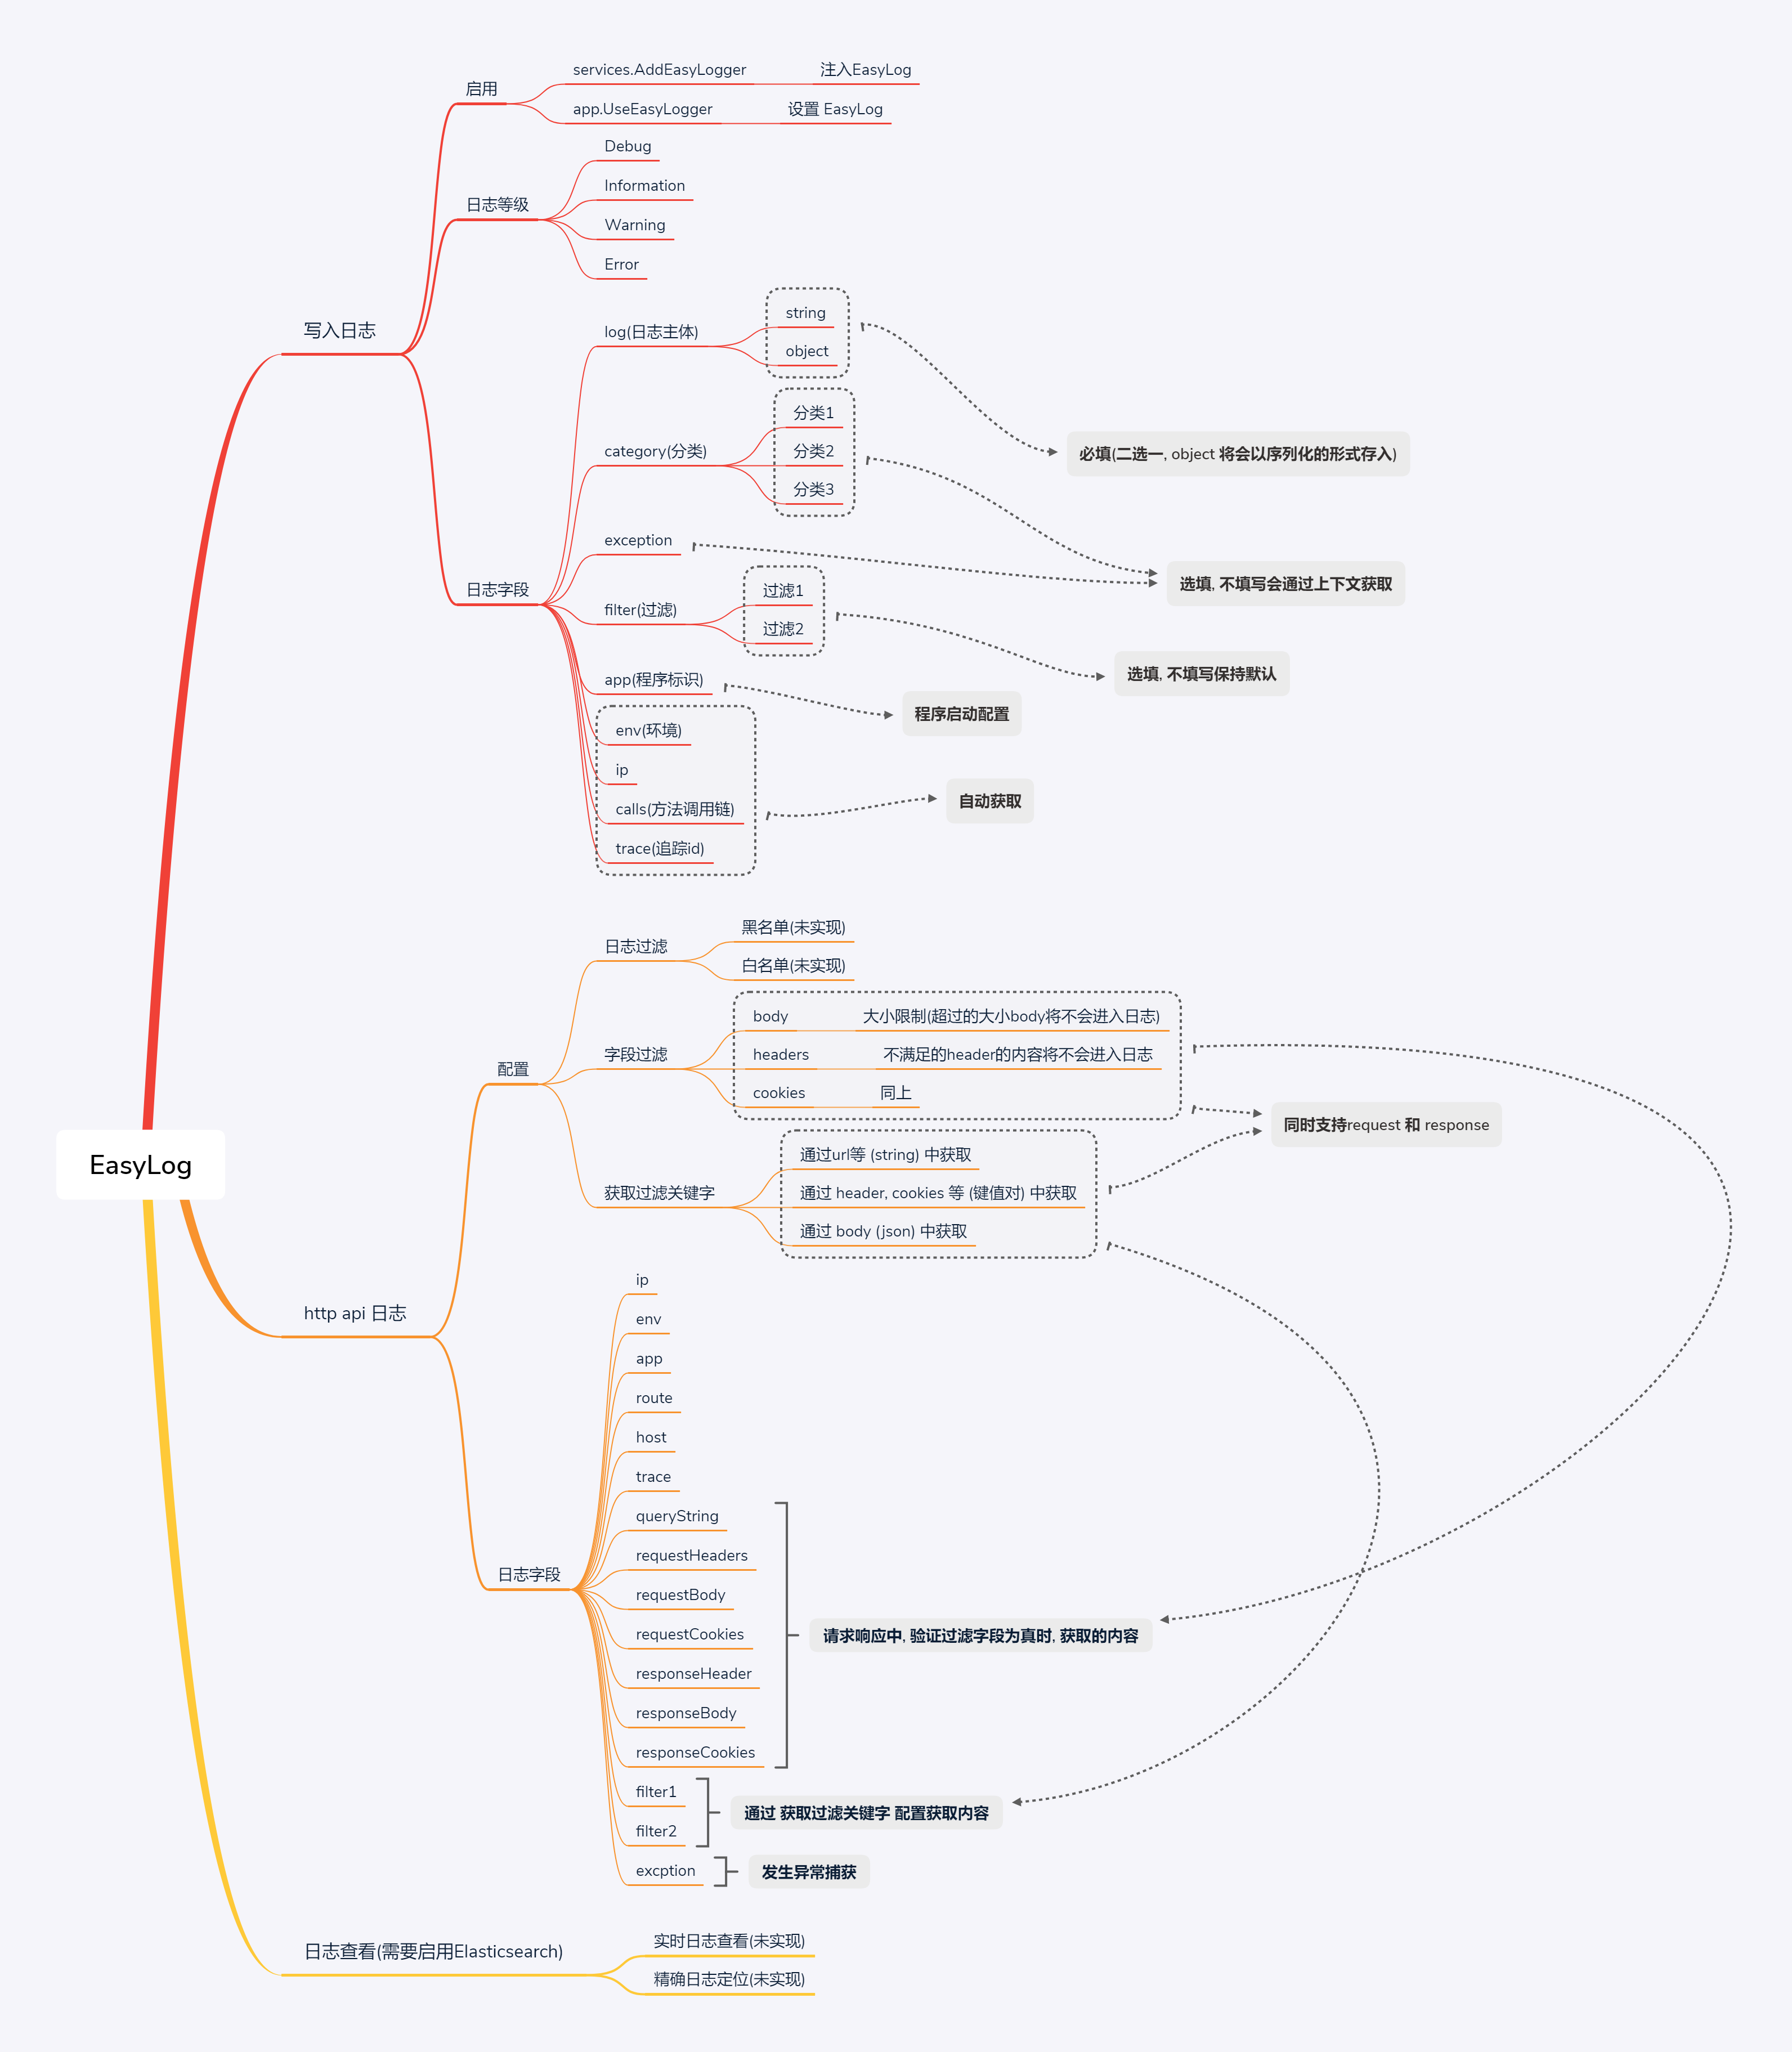 EasyLog
写入日志
启用
services.AddEasyLogger
注入EasyLog
app.UseEasyLogger
设置 EasyLog
日志等级
Debug
Information
Warning
Error
日志字段
log(日志主体)
string
object
必填(二选一, object 将会以序列化的形式存入)
category(分类)
分类1
分类2
分类3
exception
选填, 不填写会通过上下文获取
filter(过滤)
过滤1
过滤2
选填, 不填写保持默认
app(程序标识)
程序启动配置
env(环境)
ip
calls(方法调用链)
trace(追踪id)
自动获取
http api 日志
配置
日志过滤
黑名单(未实现)
白名单(未实现)
字段过滤
body
大小限制(超过的大小body将不会进入日志)
headers
不满足的header的内容将不会进入日志
cookies
同上
同时支持request 和 response
获取过滤关键字
通过url等 (string) 中获取
通过 header, cookies 等 (键值对) 中获取
通过 body (json) 中获取
日志字段
ip
env
app
route
host
trace
queryString
requestHeaders
requestBody
requestCookies
responseHeader
responseBody
responseCookies
请求响应中, 验证过滤字段为真时, 获取的内容
filter1
filter2
通过 获取过滤关键字 配置获取内容
excption
发生异常捕获
日志查看(需要启用Elasticsearch)
实时日志查看(未实现)
精确日志定位(未实现)